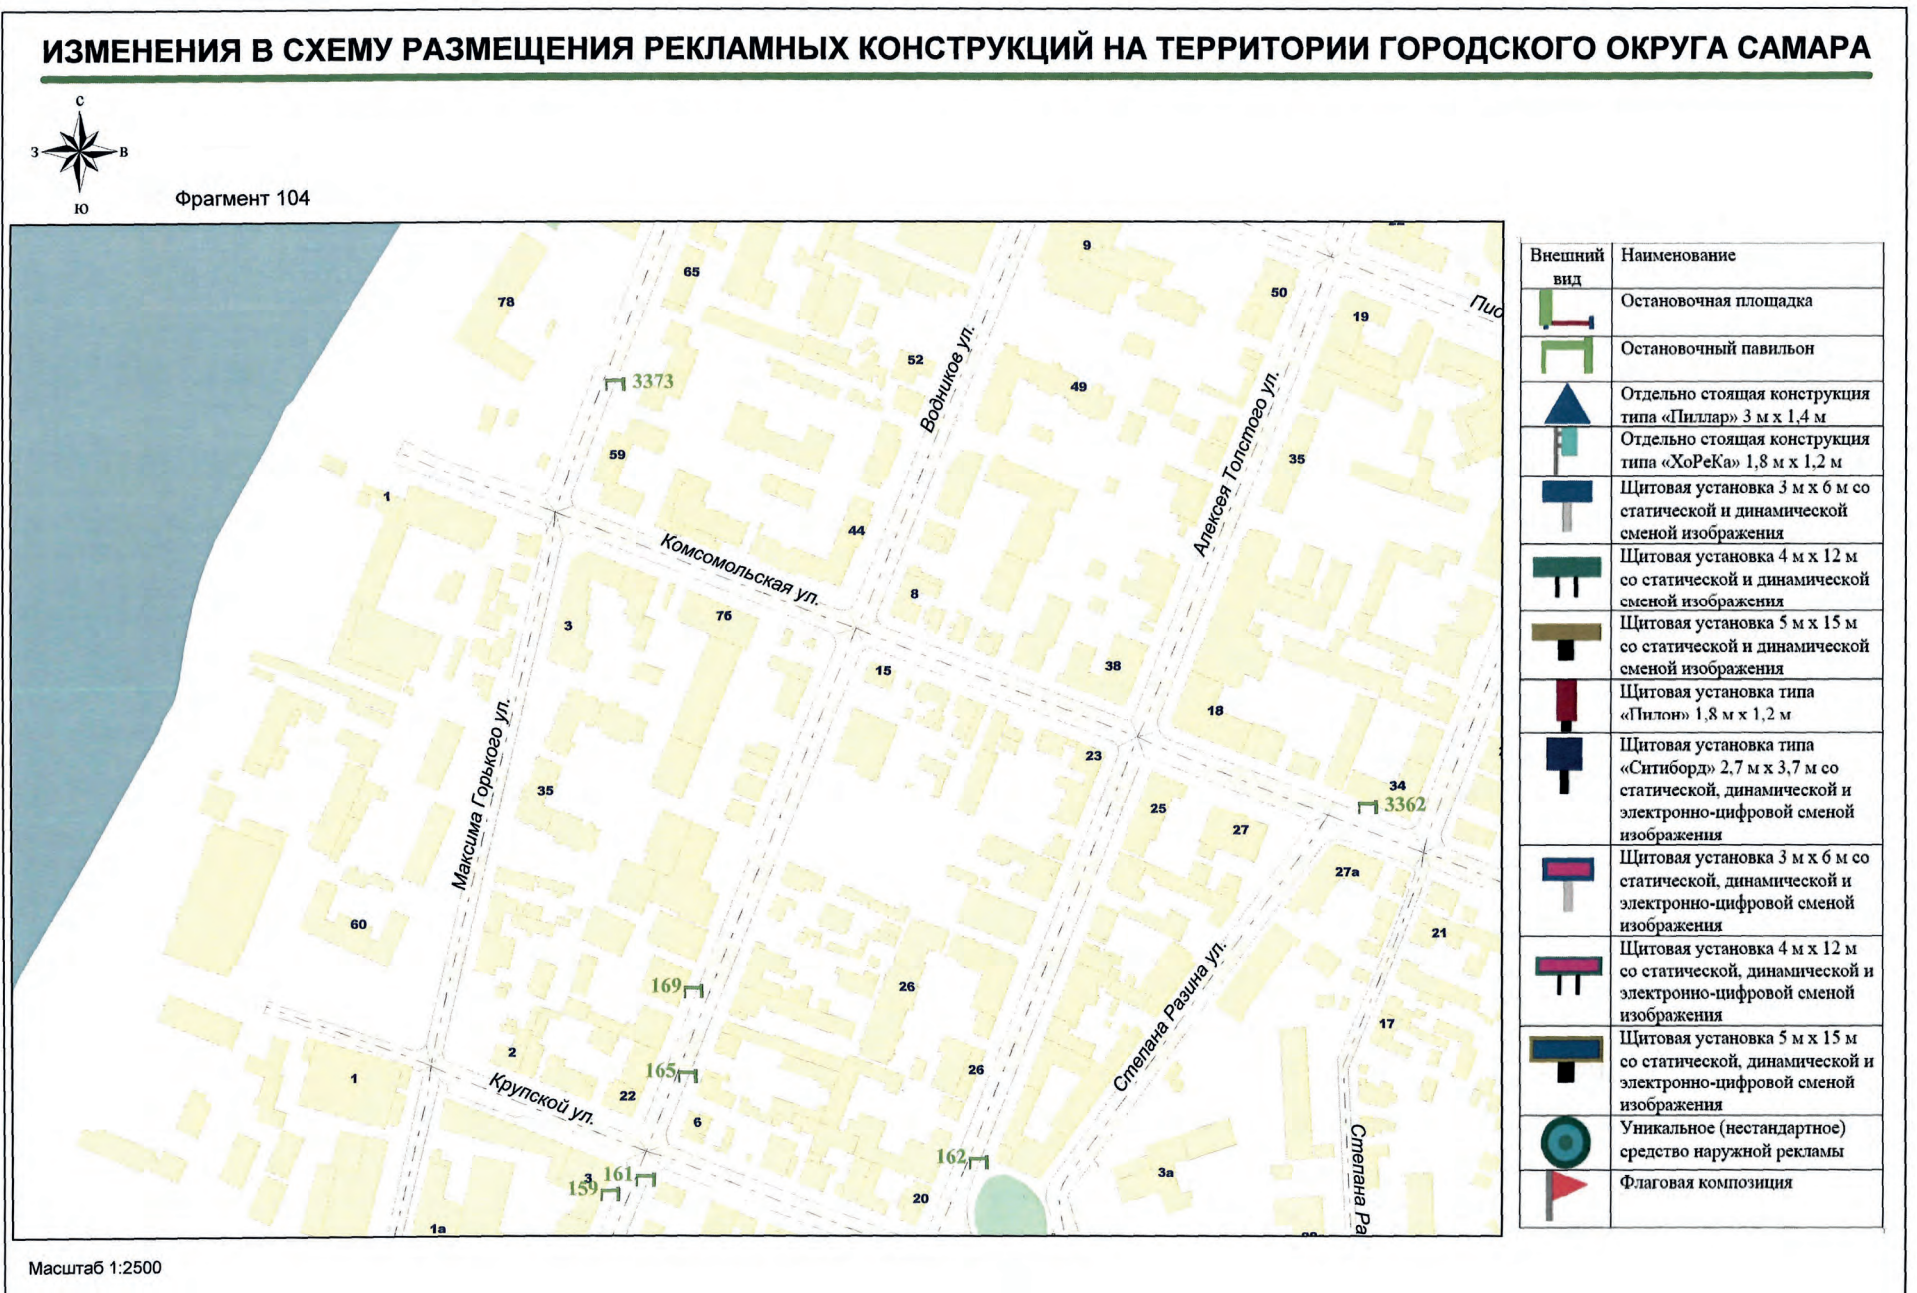 ИЗМЕНЕНИЯ В СХЕМУ РАЗМЕЩЕНИЯ РЕКЛАМНЫХ КОНСТРУКЦИЙ НА ТЕРРИТОРИИ ГОРОДСКОГО ОКРУГА САМАРА
С
З
В
Ю
Фрагмент 104
9
65
78
50
19
Пио
52
Водников ул.
49
3373
Алексея Толстого ул.
59
35
1
44
Комсомольская ул.
8
3
76
15
38
18
Максима Горького ул.
23
35
34
3362
25
27
27а
60
21
26
169
Степана Разина ул.
17
2
165
26
1
Крупской ул.
22
6
162
3
161
159
3а
20
Степана Ра
1а
Внешний
вид
Наименование
Остановочная площадка
Остановочный павильон
Отдельно стоящая конструкция
типа «Пиллар» 3 м х 1,4 м
Отдельно стоящая конструкция
типа «ХоРеКа» 1,8 м х 1,2 м
Щитовая установка 3 м х 6 м со
статической и динамической
сменой изображения
Щитовая установка 4 м х 12 м
со статической и динамической
сменой изображения
Щитовая установка 5 м х 15 м
со статической и динамической
сменой изображения
Щитовая установка типа
«Пилон» 1,8 м х 1,2 м
Щитовая установка типа
«Ситиборд» 2,7 м х 3,7 м со
статической, динамической и
электронно-цифровой сменой
изображения
Щитовая установка 3 м х 6 м со
статической, динамической и
электронно-цифровой сменой
изображения
Щитовая установка 4 м х 12 м
со статической, динамической и
электронно-цифровой сменой
изображения
Щитовая установка 5 м х 15 м
со статической, динамической и
электронно-цифровой сменой
изображения
Уникальное (нестандартное)
средство наружной рекламы
Флаговая композиция
Масштаб 1:2500